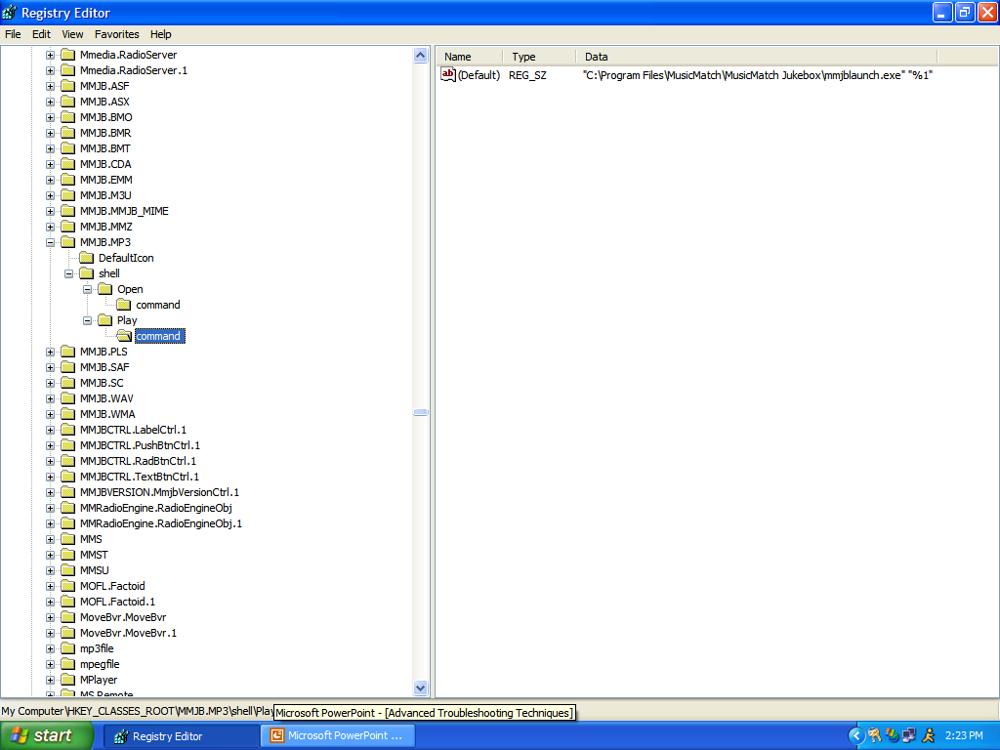 Registry Editor
File Edit View Favorites Help
Mmedia.RadioServer
Mmedia.RadioServer.1
MMJB.ASF
MMJB.ASX
MMJB.BMO
MMJB.BMR
MMJB.BMT
MMJB.CDA
MMJB.EMM
MMJB.M3U
MMJB.MMJB_MIME
MMJB.MMZ
MMJB.MP3
DefaultIcon
shell
Open
command
Play
command
MMJB.PLS
MMJB.SAF
MMJB.SC
MMJB.WAV
MMJB.WMA
MMJBCTRL.LabelCtrl.1
MMJBCTRL.PushBtnCtrl.1
MMJBCTRL.RadBtnCtrl.1
MMJBCTRL.TextBtnCtrl.1
MMJBVERSION.MmjbVersionCtrl.1
MMRadioEngine.RadioEngineObj
MMRadioEngine.RadioEngineObj.1
MMS
MMST
MMSU
MOFL.Factoid
MOFL.Factoid.1
MoveBvr.MoveBvr
MoveBvr.MoveBvr.1
mp3file
mpegfile
MPlayer
MS Remote
Name Type Data
ab (Default) REG_SZ "C:\Program Files\MusicMatch\MusicMatch Jukebox\mmjblaunch.exe" "%1"
My Computer\HKEY_CLASSES_ROOT\MMJB.MP3\shell\Play
Microsoft PowerPoint - [Advanced Troubleshooting Techniques]
start Registry Editor Microsoft PowerPoint ... 2:23 PM